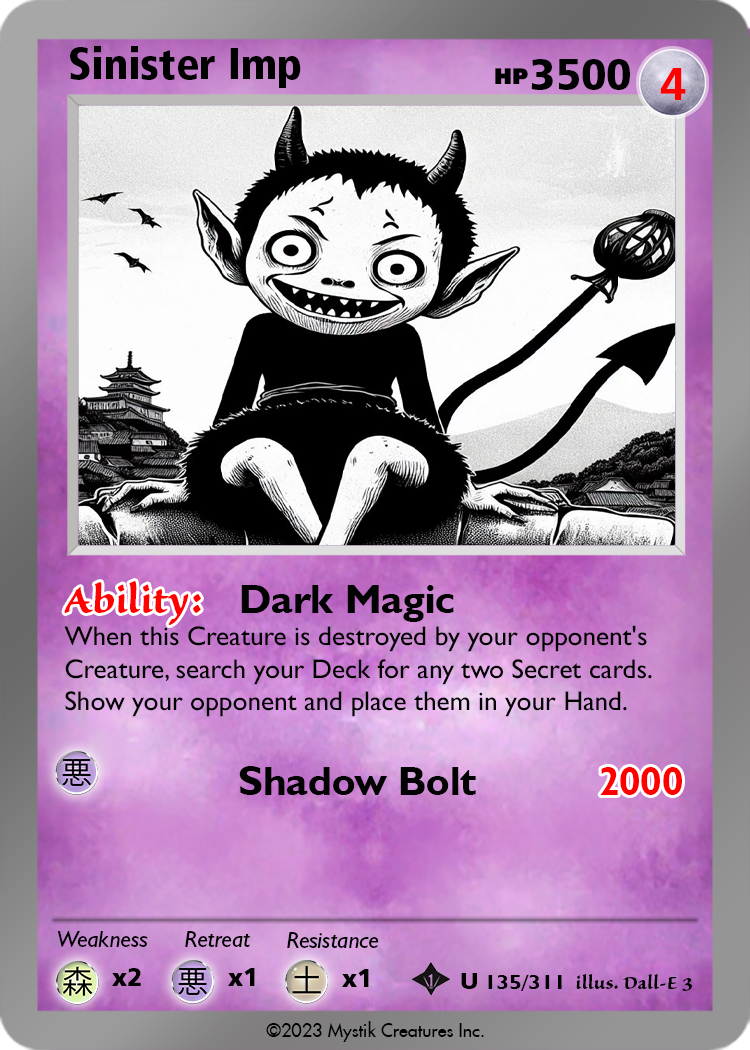 Sinister Imp HP3500 4
Ability: Dark Magic
When this Creature is destroyed by your opponent's
Creature, search your Deck for any two Secret cards.
Show your opponent and place them in your Hand.
悪 Shadow Bolt 2000
Weakness Retreat Resistance
森 x2 悪 x1 土 x1 1 U 135/311 illus. Dall-E 3
©2023 Mystik Creatures Inc.